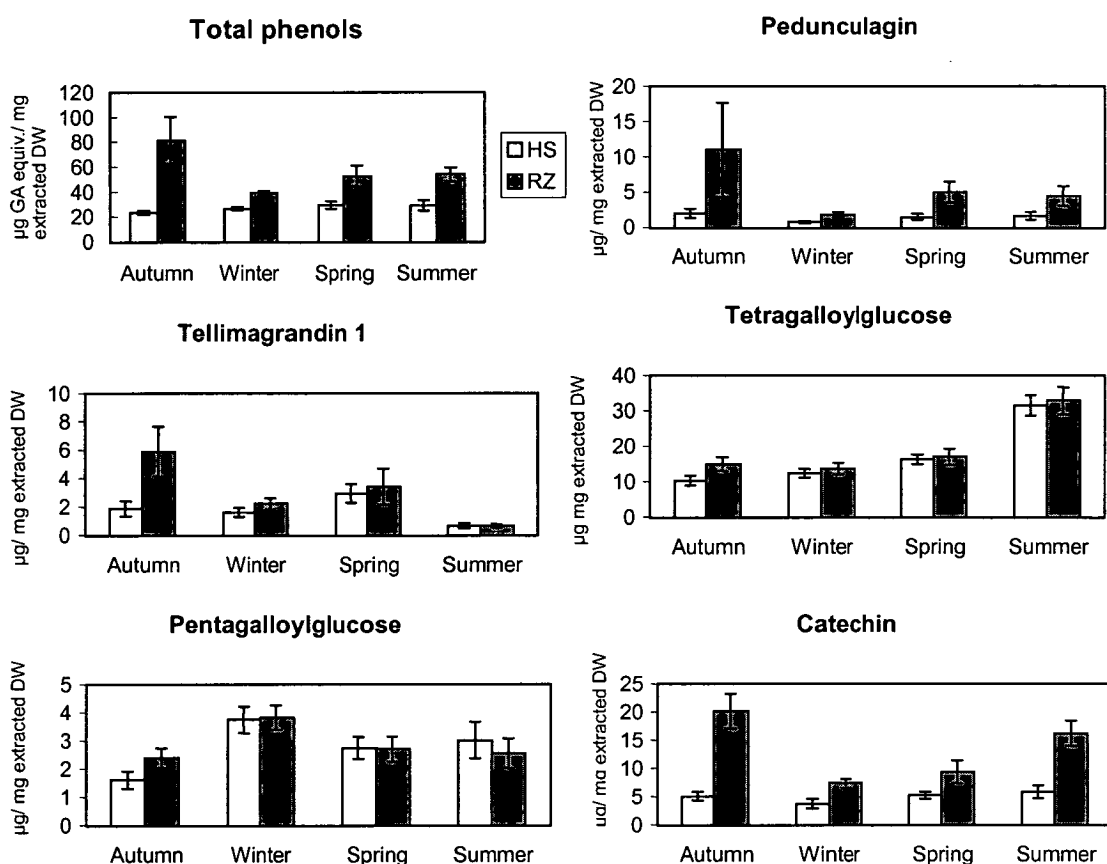 Total phenols
µg GA equiv./ mg
extracted DW
120
100
80
60
40
20
0
Autumn Winter Spring Summer
HS
RZ
Pedunculagin
µg/ mg extracted DW
20
15
10
5
0
Autumn Winter Spring Summer
Tellimagrandin 1
µg/ mg extracted DW
10
8
6
4
2
0
Autumn Winter Spring Summer
Tetragalloylglucose
µg mg extracted DW
40
30
20
10
0
Autumn Winter Spring Summer
Pentagalloylglucose
µg/ mg extracted DW
5
4
3
2
1
0
Autumn Winter Spring Summer
Catechin
µg/ mg extracted DW
25
20
15
10
5
0
Autumn Winter Spring Summer